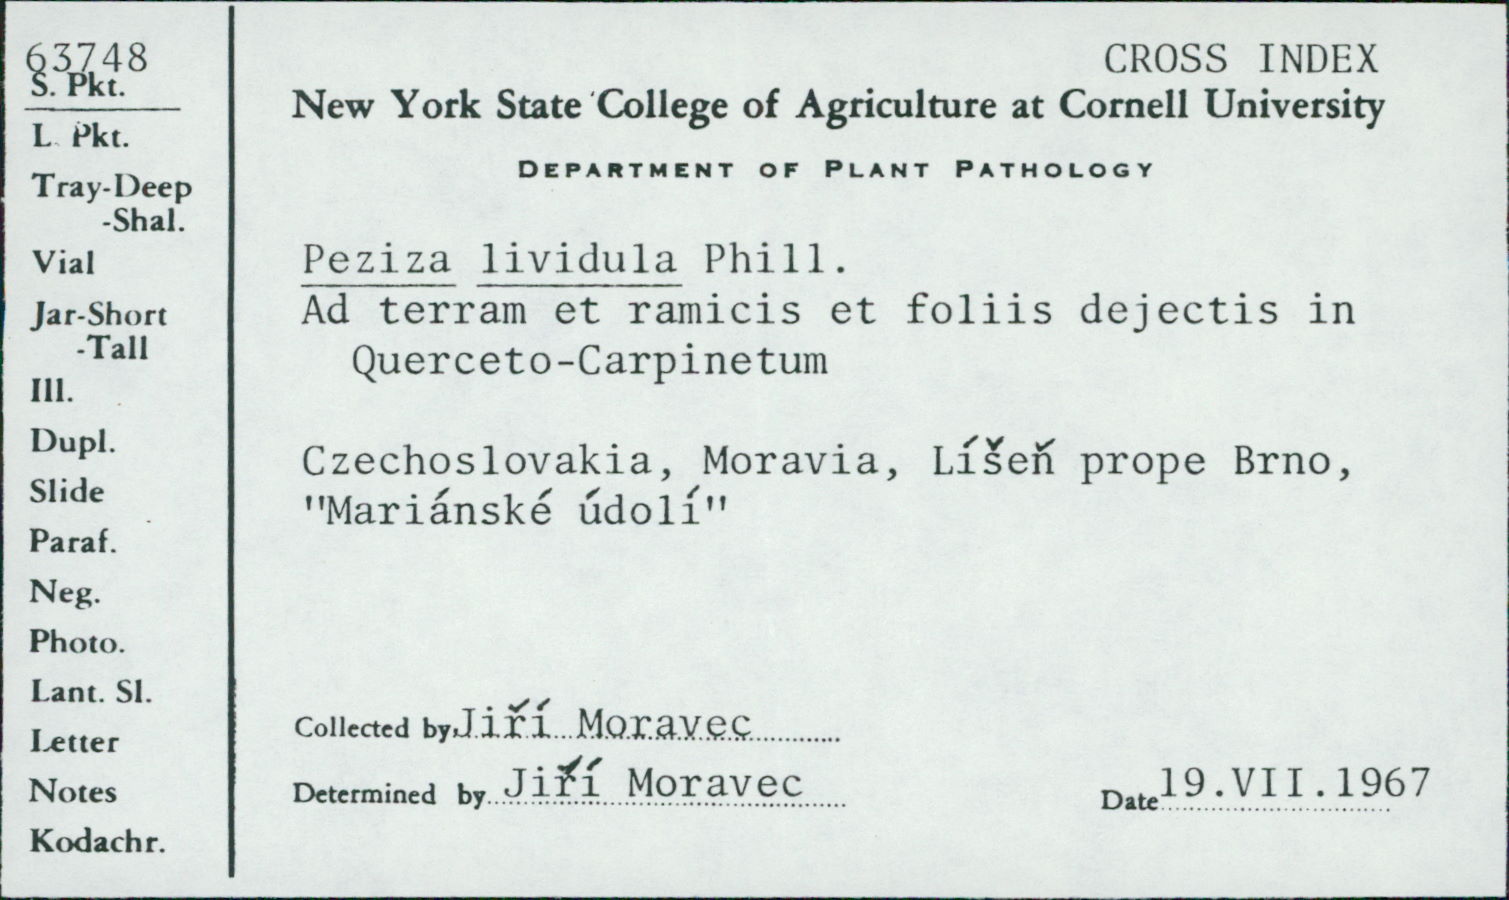 63748
S. Pkt.
L. Pkt.
Tray-Deep
-Shal.
Vial
Jar-Short
-Tall
Ill.
Dupl.
Slide
Paraf.
Neg.
Photo.
Lant. Sl.
Letter
Notes
Kodachr.
CROSS INDEX
New York State College of Agriculture at Cornell University
DEPARTMENT OF PLANT PATHOLOGY
Peziza lividula Phill.
Ad terram et ramicis et foliis dejectis in
Querceto-Carpinetum
Czechoslovakia, Moravia, Líšeň prope Brno,
"Mariánské údolí"
Collected by Jiří Moravec
Determined by Jiří Moravec
Date 19.VII.1967